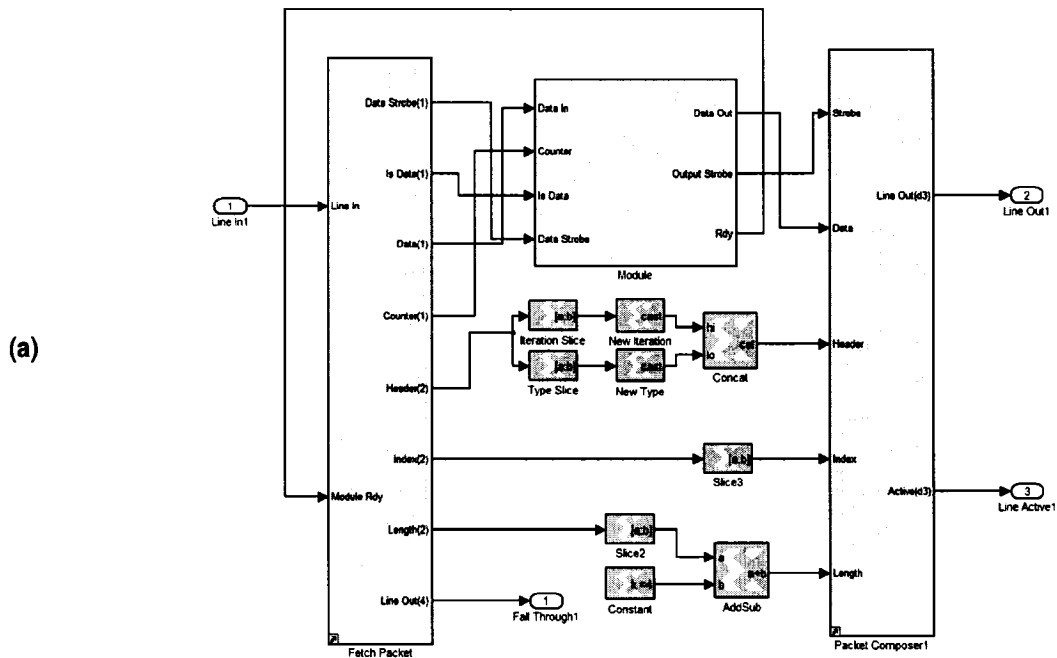 (a)
1
Line In1
Line In
Module Rdy
Data Strobe(1)
Is Data(1)
Data(1)
Counter(1)
Header(2)
Index(2)
Length(2)
Line Out(4)
Fetch Packet
Data In
Counter
Is Data
Data Strobe
Data Out
Output Strobe
Rdy
Module
[a:b]
Iteration Slice
cast
New Iteration
[a:b]
Type Slice
cast
New Type
hi
lo
cat
Concat
[a:b]
Slice3
[a:b]
Slice2
Constant
a
b
a+b
AddSub
1
Fall Through1
Strobe
Data
Header
Index
Length
Line Out(d3)
Active(d3)
Packet Composer1
2
Line Out1
3
Line Active1